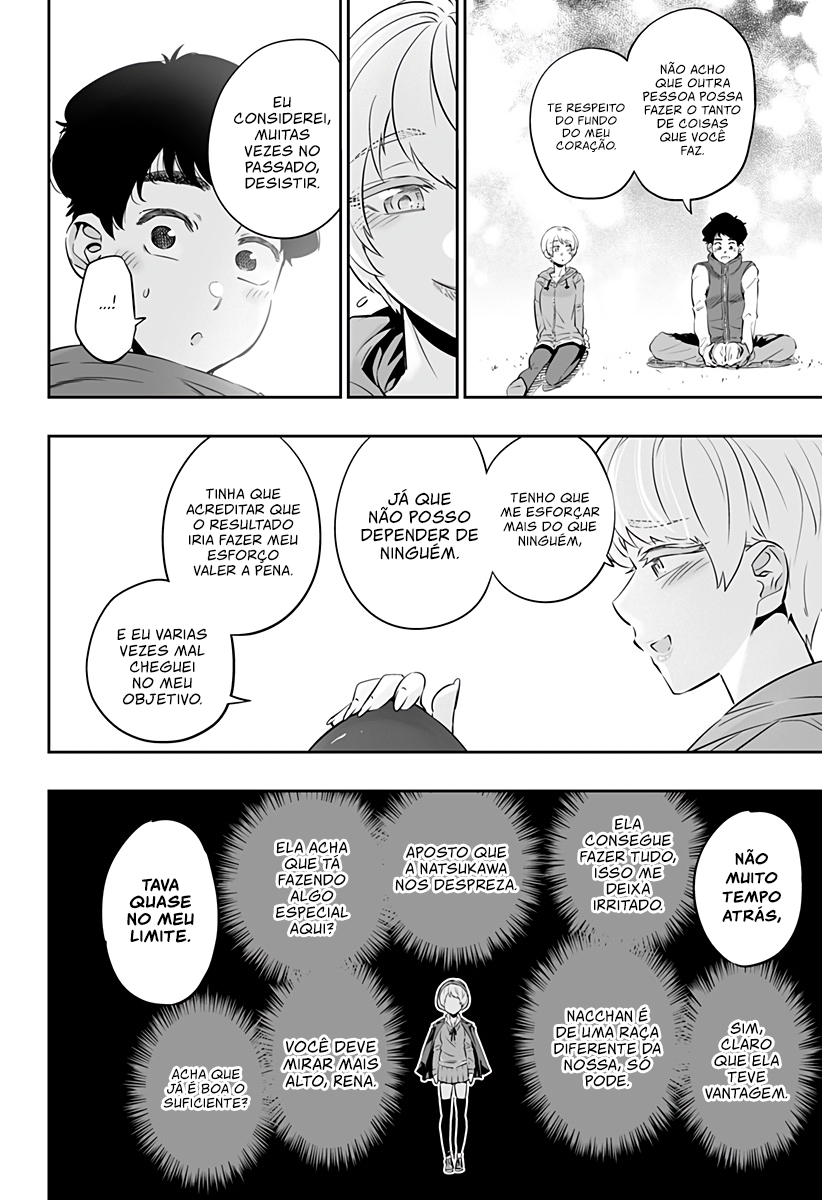 NÃO ACHO
QUE OUTRA
PESSOA POSSA
FAZER O TANTO
DE COISAS
QUE VOCÊ
FAZ.
TE RESPEITO
DO FUNDO
DO MEU
CORAÇÃO.
EU
CONSIDEREI,
MUITAS
VEZES NO
PASSADO,
DESISTIR.
...!
TENHO QUE
ME ESFORÇAR
MAIS DO QUE
NINGUÉM,
JÁ QUE
NÃO POSSO
DEPENDER DE
NINGUÉM.
TINHA QUE
ACREDITAR QUE
O RESULTADO
IRIA FAZER MEU
ESFORÇO
VALER A PENA.
E EU VARIAS
VEZES MAL
CHEGUEI
NO MEU
OBJETIVO.
NÃO
MUITO
TEMPO
ATRÁS,
ELA
CONSEGUE
FAZER TUDO,
ISSO ME
DEIXA
IRRITADO.
SIM,
CLARO
QUE ELA
TEVE
VANTAGEM.
NACCHAN É
DE UMA RAÇA
DIFERENTE DA
NOSSA, SÓ
PODE.
APOSTO QUE
A NATSUKAWA
NOS DESPREZA.
ELA ACHA
QUE TÁ
FAZENDO
ALGO
ESPECIAL
AQUI?
VOCÊ DEVE
MIRAR MAIS
ALTO, RENA.
ACHA QUE
JÁ É BOA O
SUFICIENTE?
TAVA
QUASE
NO MEU
LIMITE.